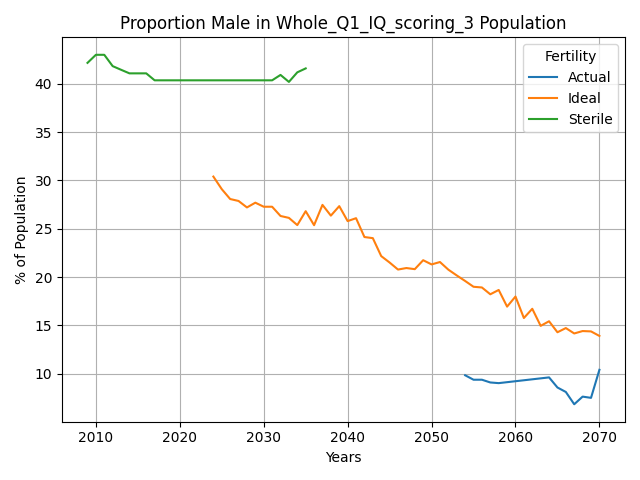 Proportion Male in Whole_Q1_IQ_scoring_3 Population
Fertility
Actual
Ideal
Sterile
% of Population
40
35
30
25
20
15
10
2010
2020
2030
2040
2050
2060
2070
Years